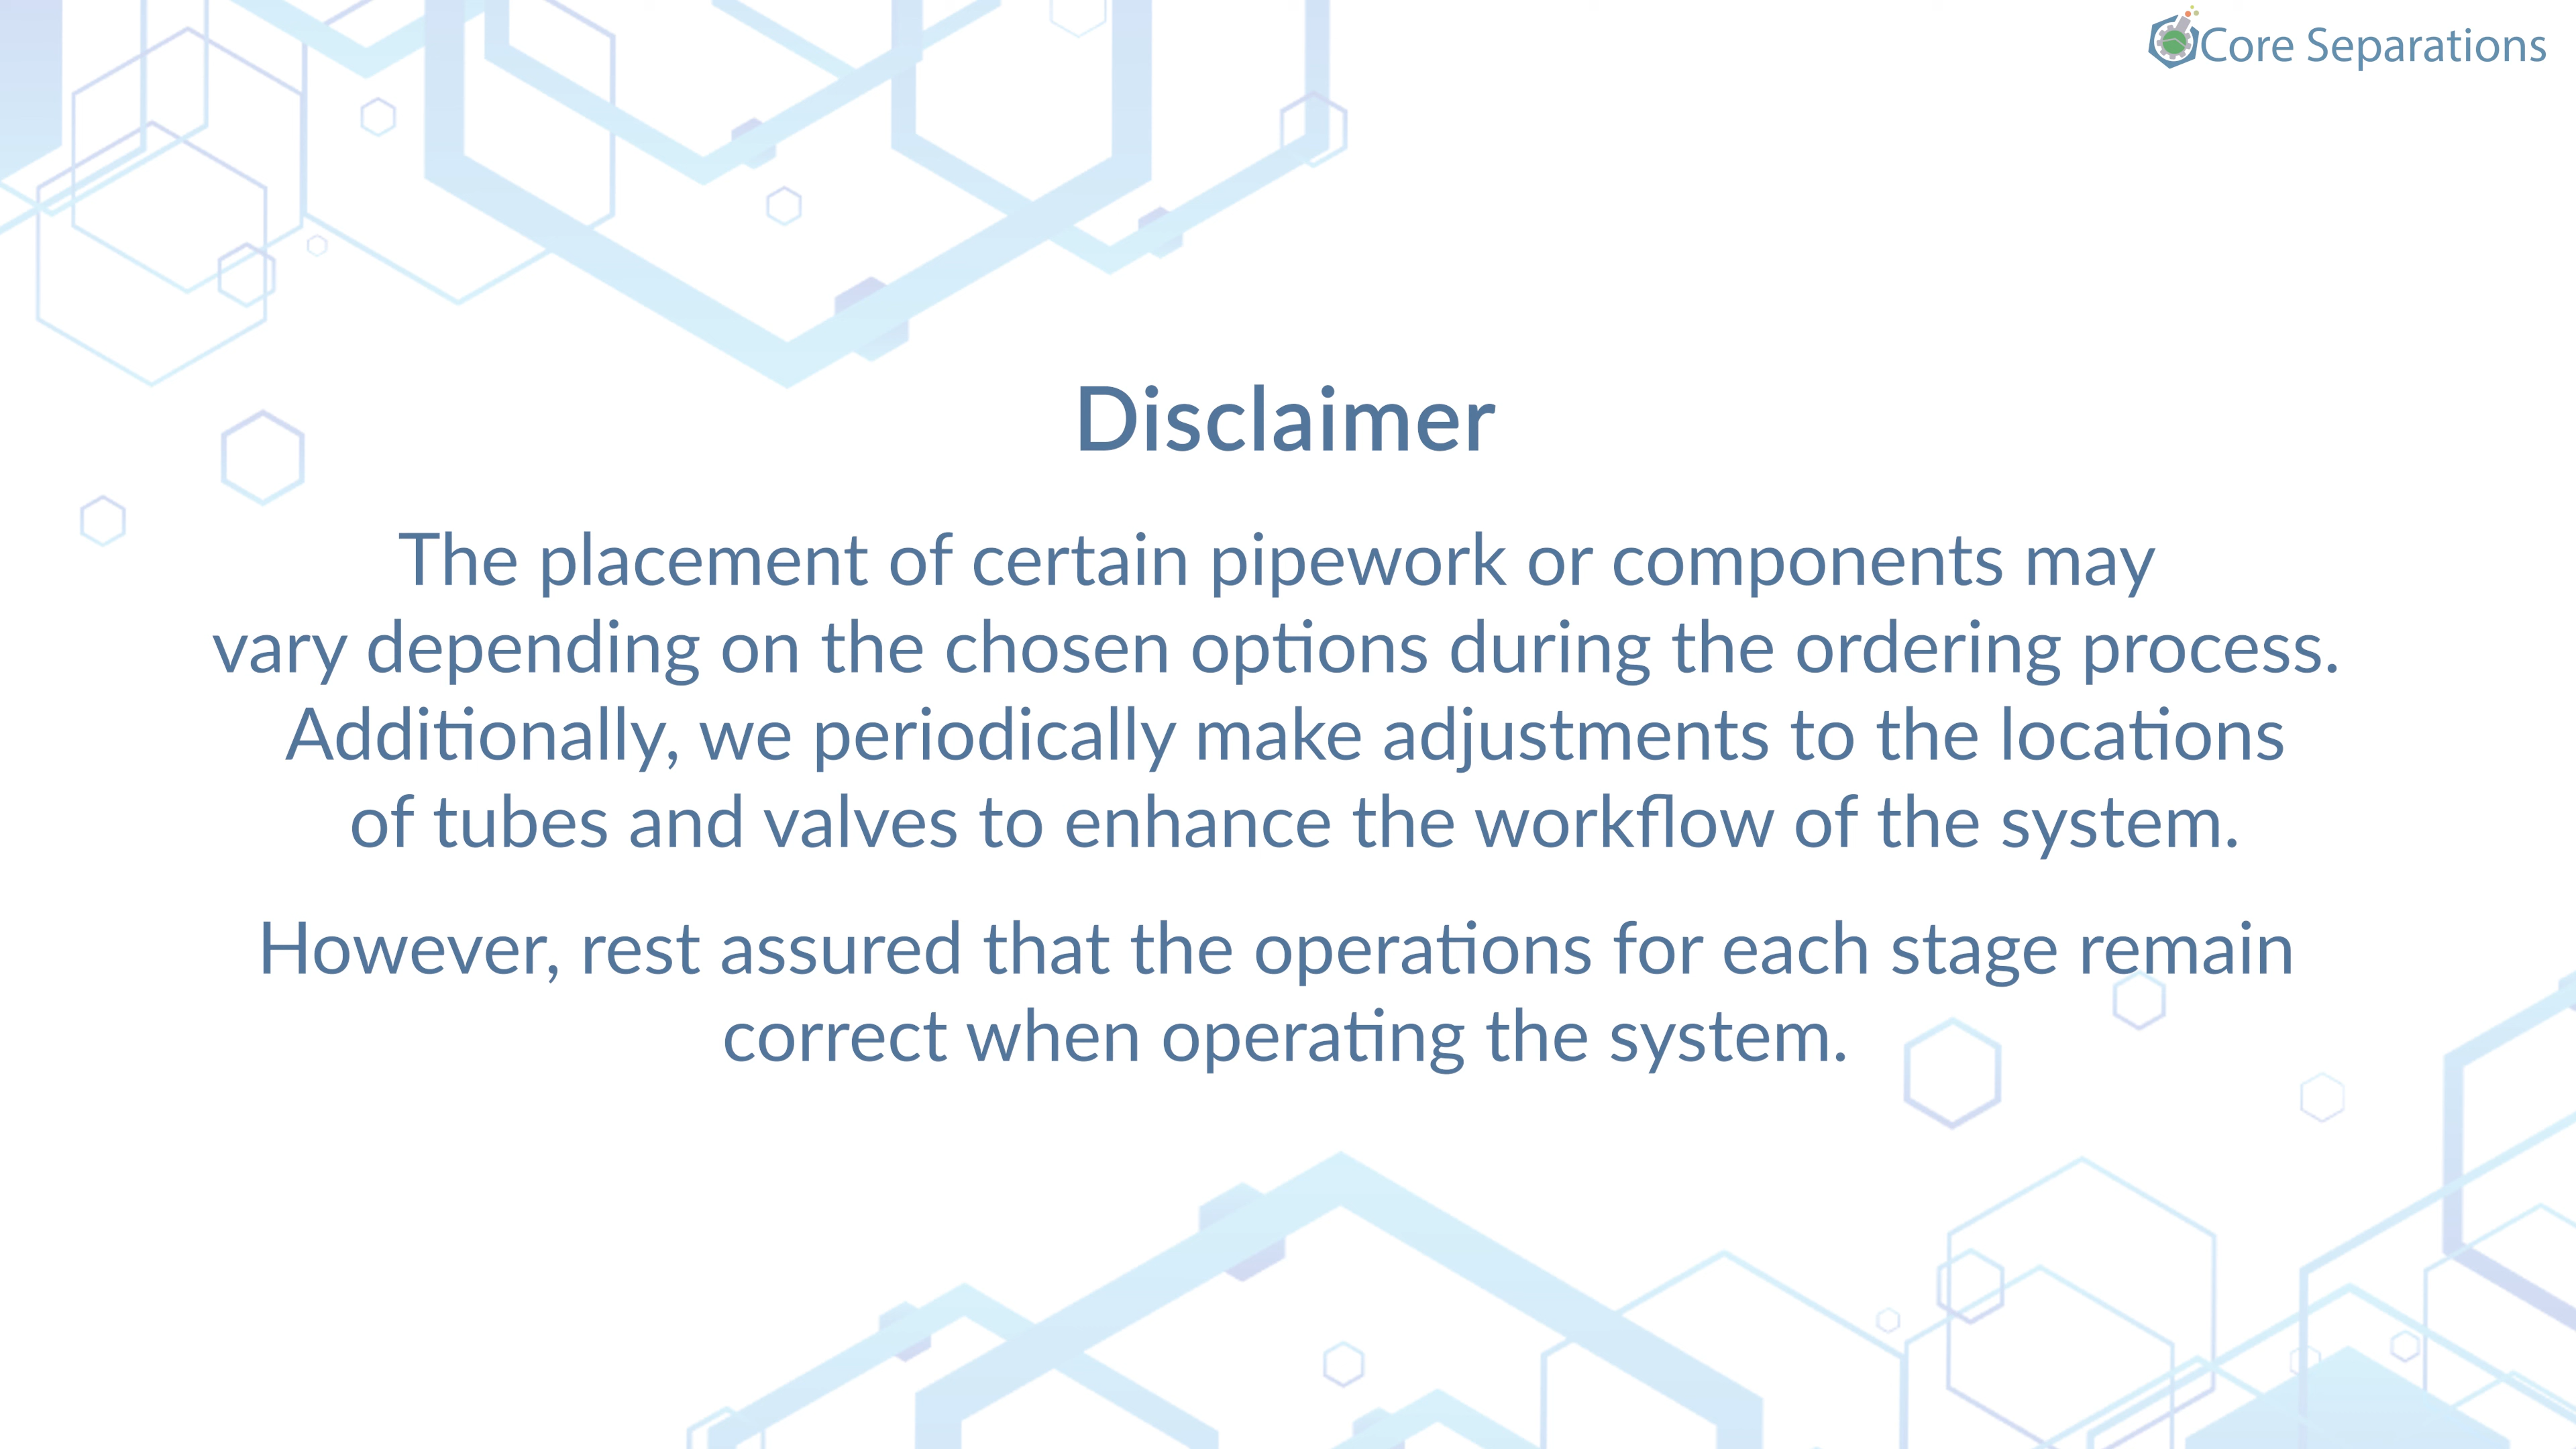 Core Separations
Disclaimer
The placement of certain pipework or components may
vary depending on the chosen options during the ordering process.
Additionally, we periodically make adjustments to the locations
of tubes and valves to enhance the workflow of the system.
However, rest assured that the operations for each stage remain
correct when operating the system.